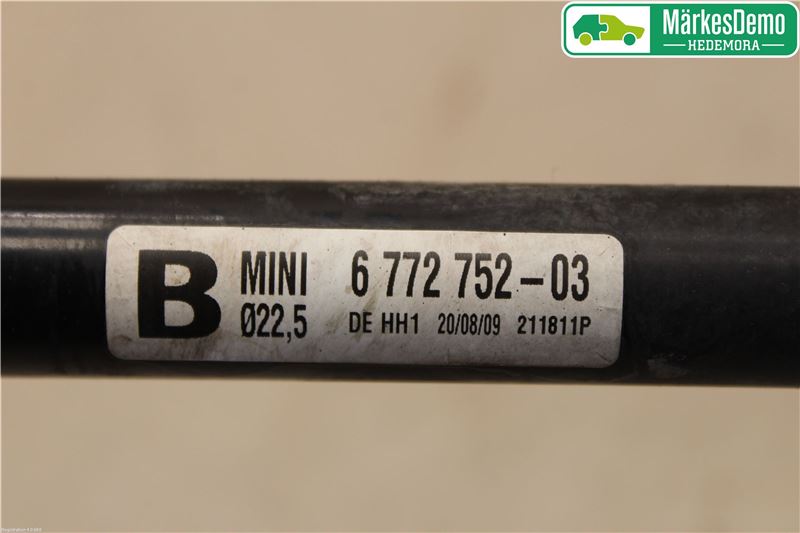 MärkesDemo
HEDEMORA
B MINI 6 772 752-03
Ø22,5 DE HH1 20/08/09 211811P